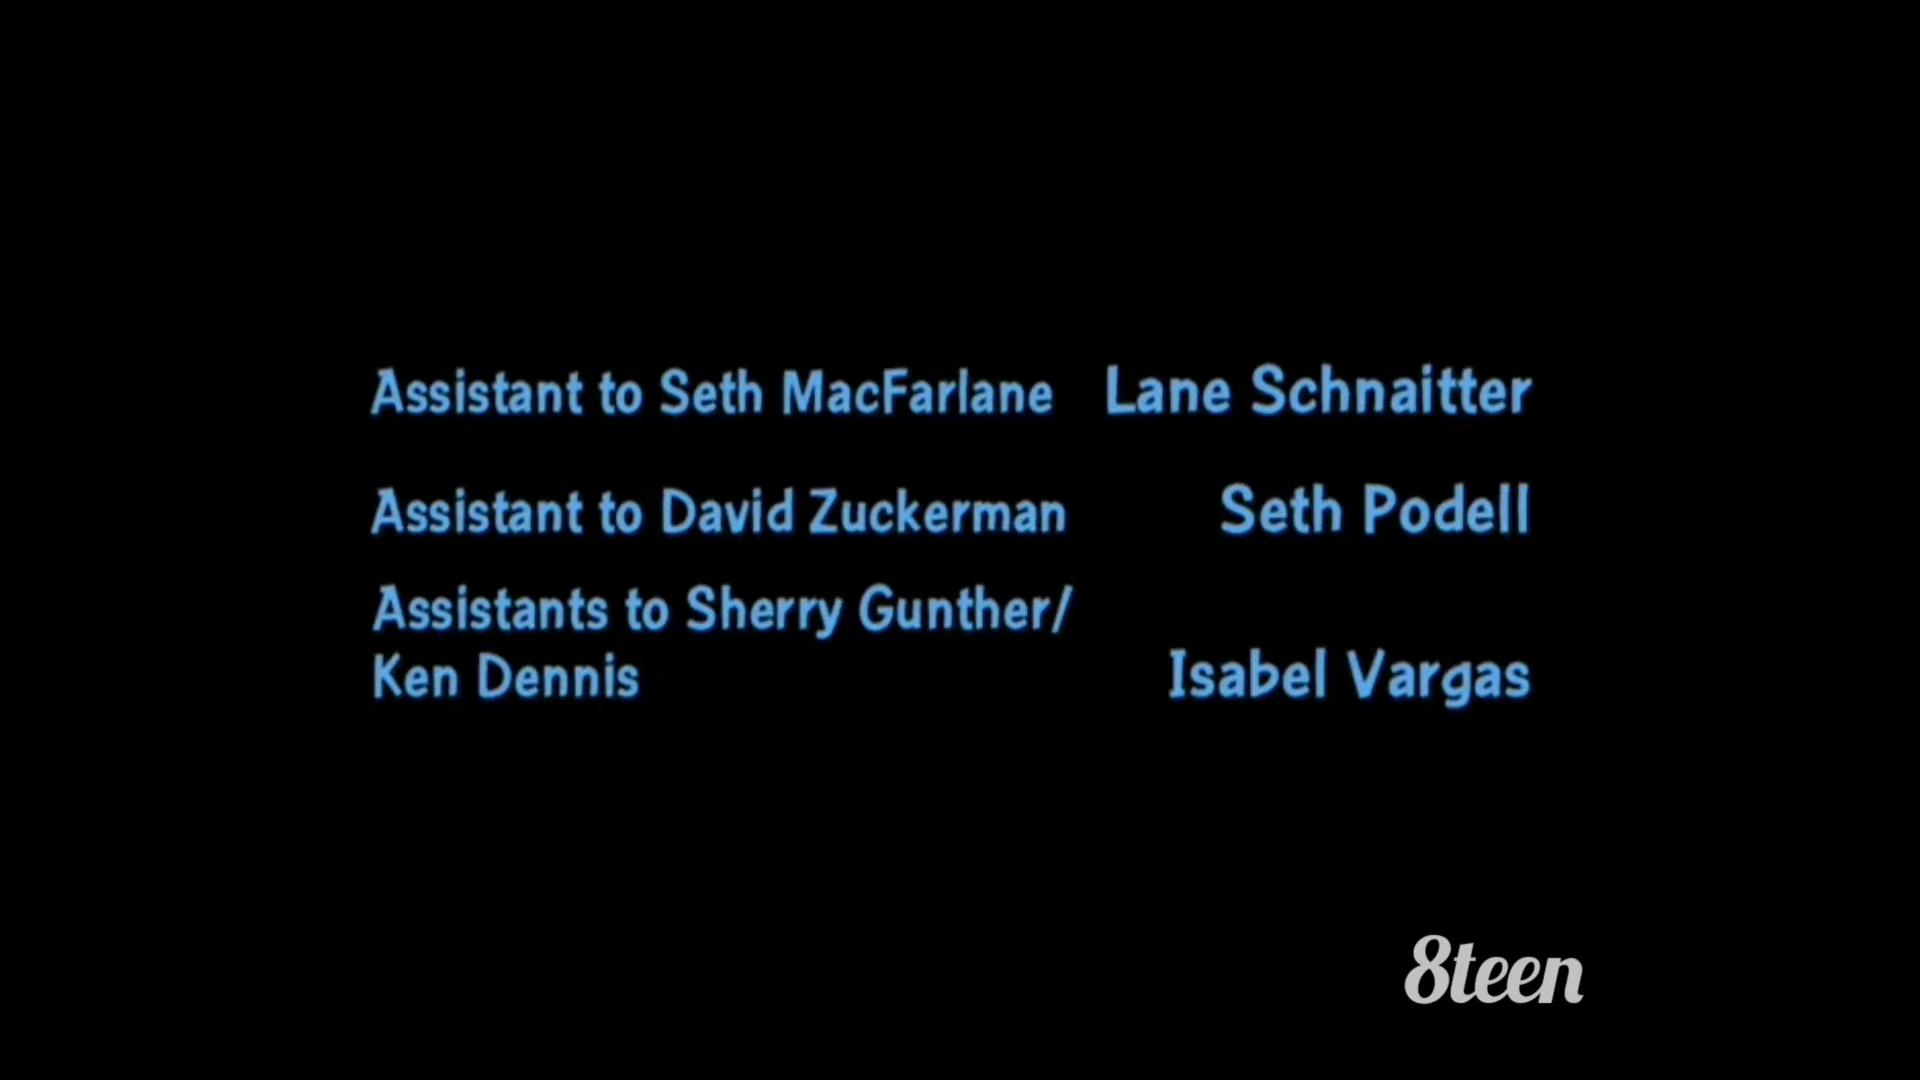 Assistant to Seth MacFarlane Lane Schnaitter
Assistant to David Zuckerman Seth Podell
Assistants to Sherry Gunther/
Ken Dennis Isabel Vargas
8teen